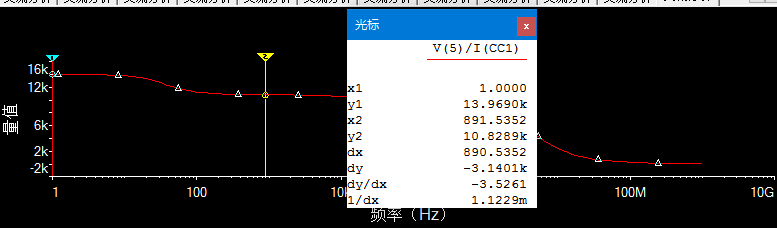 光标
x
V(5)/I(CC1)
x1 1.0000
y1 13.9690k
x2 891.5352
y2 10.8289k
dx 890.5352
dy -3.1401k
dy/dx -3.5261
1/dx 1.1229m
1
2
16k
12k
6k
2k
-2k
量值
1 100 100M 10G
频率（Hz）